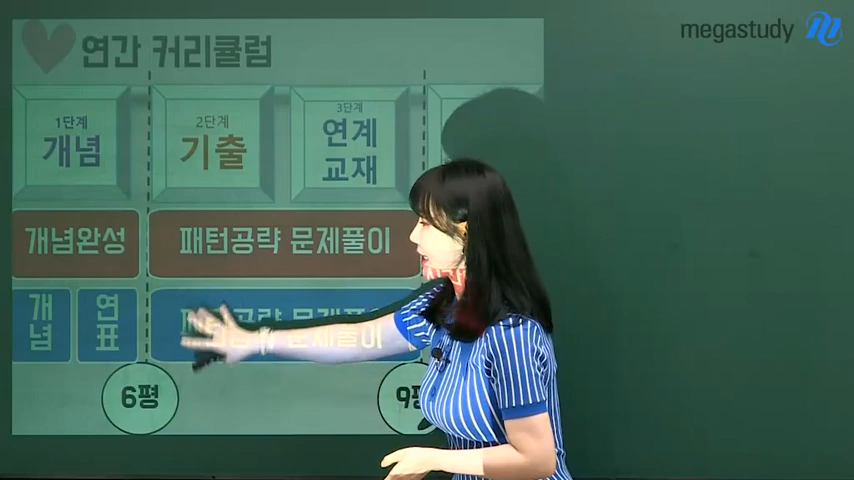 megastudy
연간 커리큘럼
1단계
개념
2단계
기출
3단계
연계
교재
개념완성
패턴공략 문제풀이
개념
연표
문제풀이
6평
9평